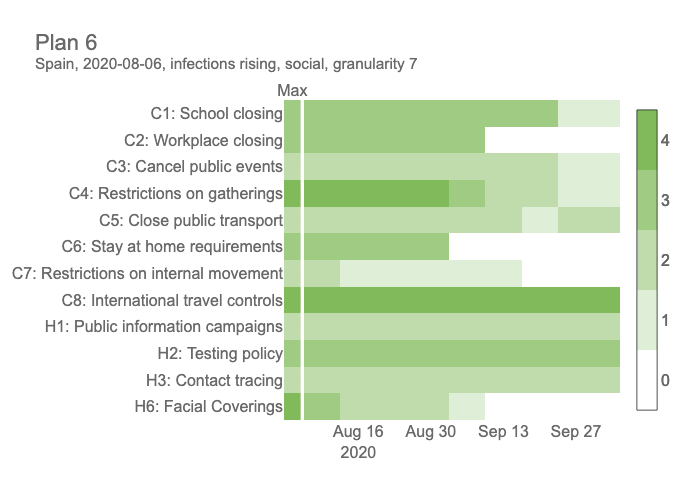 Plan 6
Spain, 2020-08-06, infections rising, social, granularity 7
Max
C1: School closing
C2: Workplace closing
C3: Cancel public events
C4: Restrictions on gatherings
C5: Close public transport
C6: Stay at home requirements
C7: Restrictions on internal movement
C8: International travel controls
H1: Public information campaigns
H2: Testing policy
H3: Contact tracing
H6: Facial Coverings
Aug 16
2020
Aug 30
Sep 13
Sep 27
4
3
2
1
0